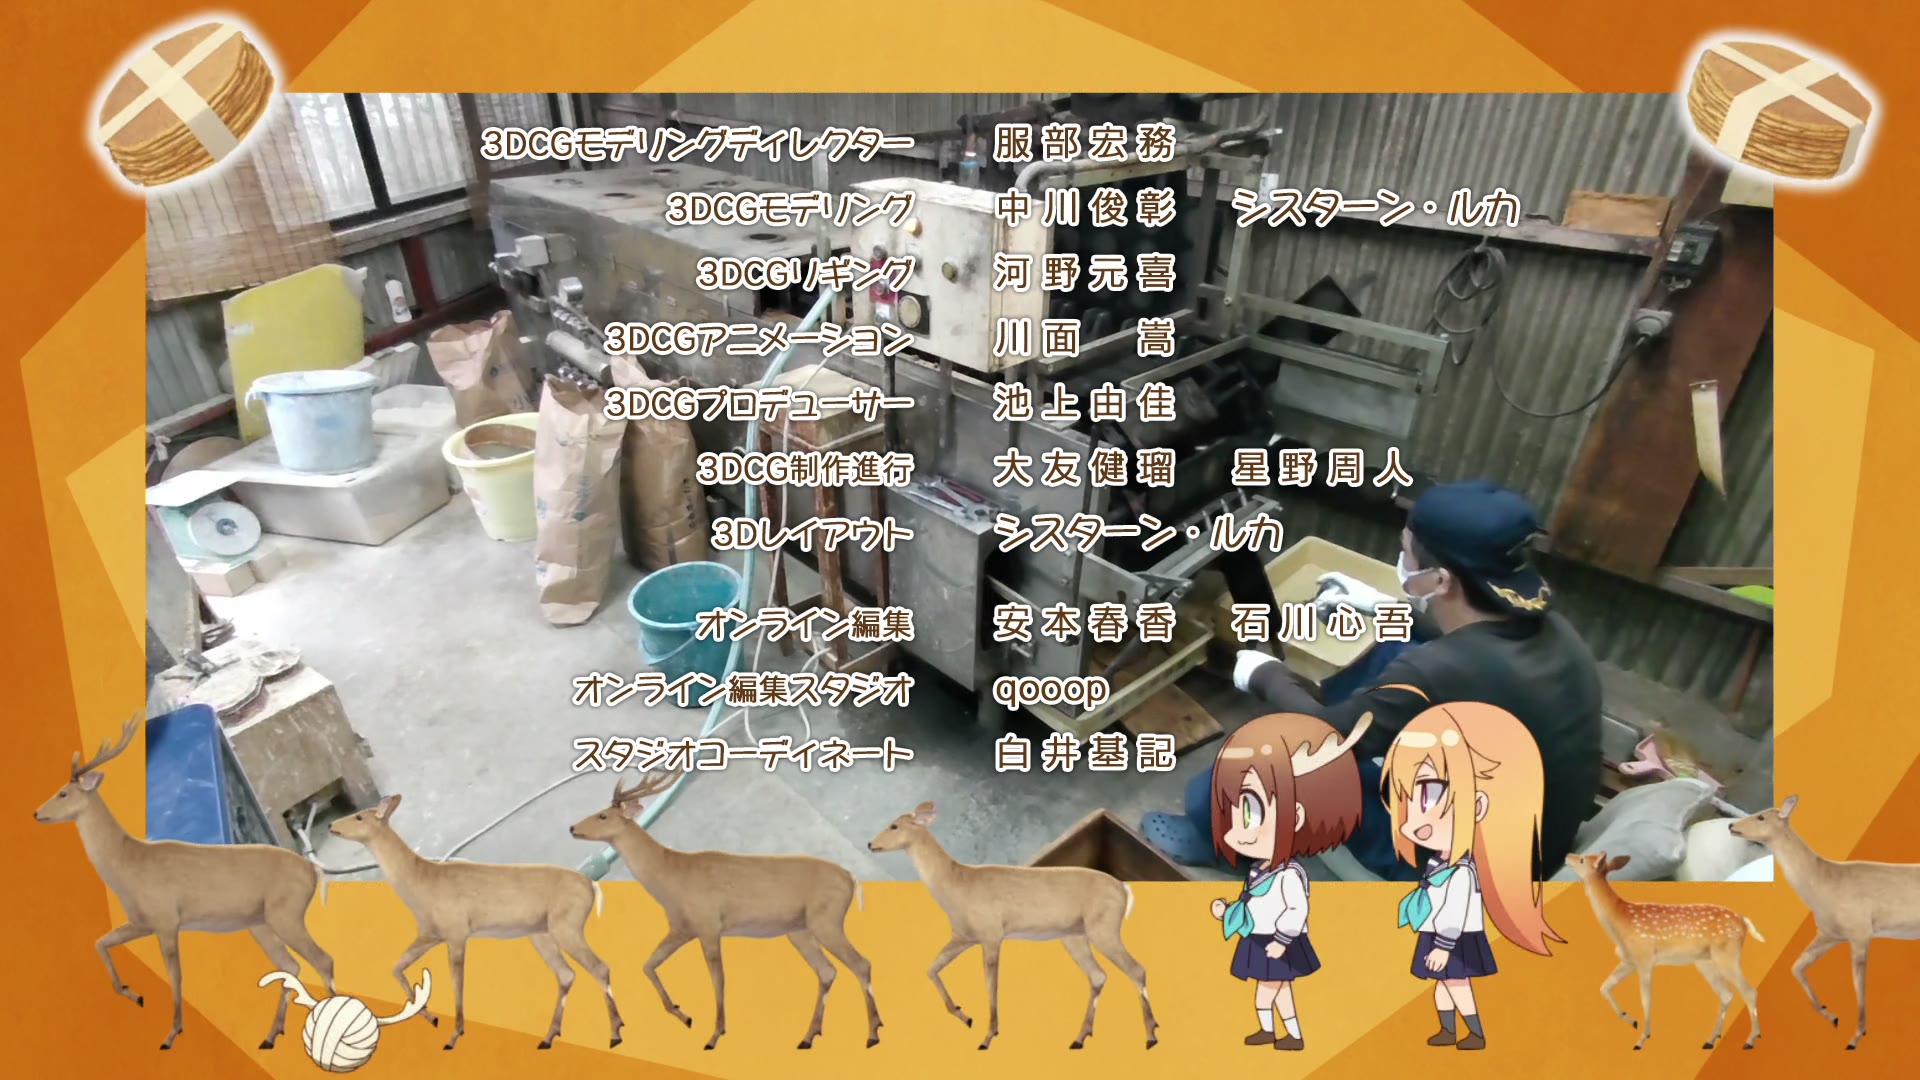 3DCGモデリングディレクター 服部宏務
3DCGモデリング 中川俊彰 シスターン・ルカ
3DCGリギング 河野元喜
3DCGアニメーション 川面 嵩
3DCGプロデューサー 池上由佳
3DCG制作進行 大友健瑠 星野周人
3Dレイアウト シスターン・ルカ
オンライン編集 安本春香 石川心吾
オンライン編集スタジオ qooop
スタジオコーディネート 白井基記